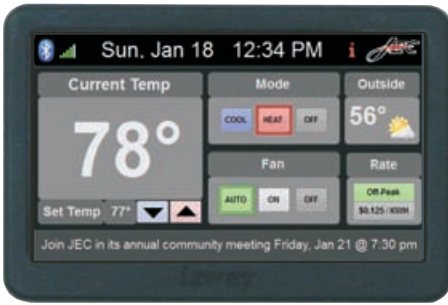 Sun, Jan 18 12:34 PM i JEC
Current Temp
78°
Set Temp 77°
Mode
COOL HEAT OFF
Outside
56°
Fan
AUTO ON OFF
Rate
Off-Peak
$0.125 / KWH
Join JEC in its annual community meeting Friday, Jan 21 @ 7:30 pm